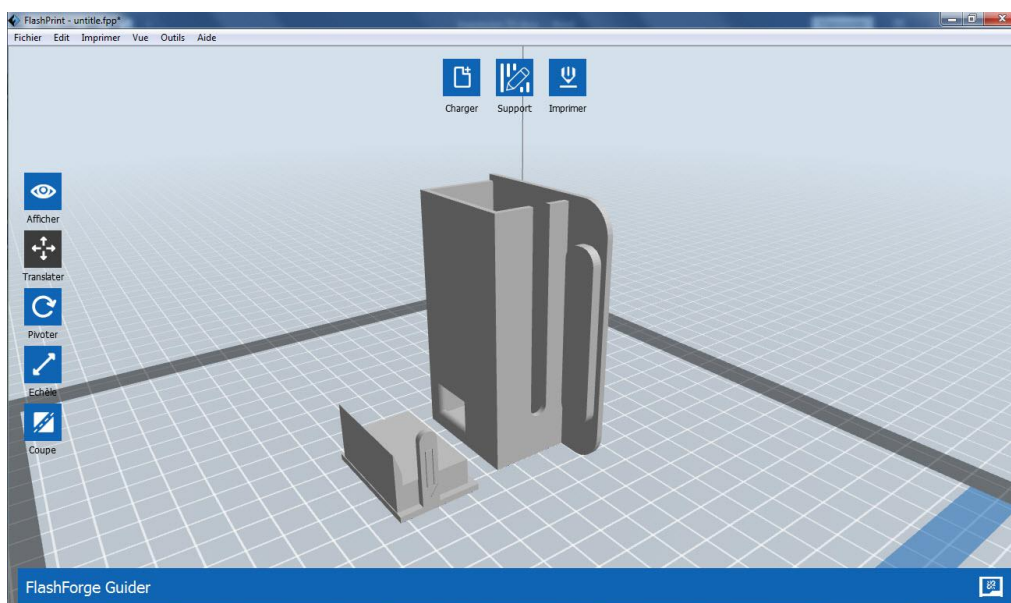 FlashPrint - untitle.fpp*
Fichier Edit Imprimer Vue Outils Aide
Charger Support Imprimer
Afficher
Translater
Pivoter
Echèle
Coupe
FlashForge Guider